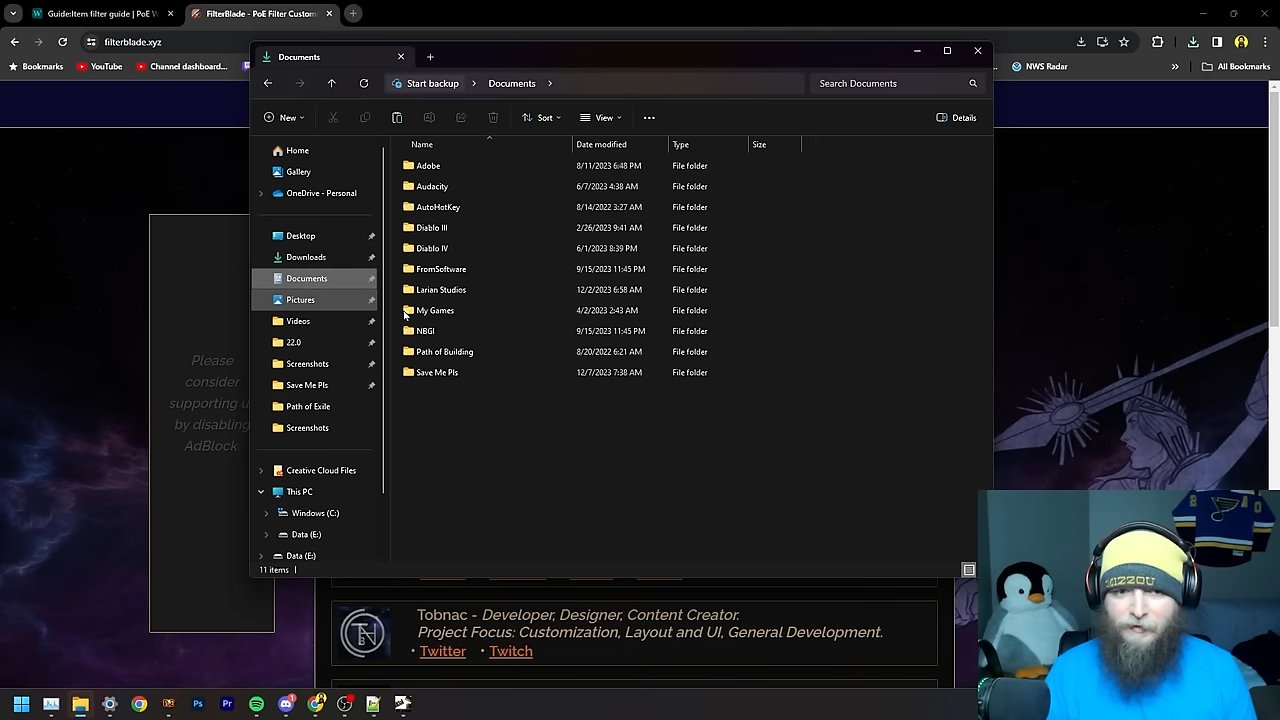 Guide:Item filter guide | PoE W
FilterBlade - PoE Filter Custom
filterblade.xyz
Bookmarks
YouTube
Channel dashboard...
NWS Radar
All Bookmarks
Documents
Start backup
Documents
Search Documents
New
Sort
View
Details
Name
Date modified
Type
Size
Home
Gallery
OneDrive - Personal
Desktop
Downloads
Documents
Pictures
Videos
22.0
Screenshots
Save Me Pls
Path of Exile
Screenshots
Creative Cloud Files
This PC
Windows (C:)
Data (E:)
Data (E:)
Adobe 8/11/2023 6:48 PM File folder
Audacity 6/7/2023 4:38 AM File folder
AutoHotKey 8/14/2022 3:27 AM File folder
Diablo III 2/26/2023 9:41 AM File folder
Diablo IV 6/1/2023 8:39 PM File folder
FromSoftware 9/15/2023 11:45 PM File folder
Larian Studios 12/2/2023 6:58 AM File folder
My Games 4/2/2023 2:43 AM File folder
NBGI 9/15/2023 11:45 PM File folder
Path of Building 8/20/2022 6:21 AM File folder
Save Me Pls 12/7/2023 7:38 AM File folder
11 items
Please
consider
supporting u
by disabling
AdBlock.
Tobnac - Developer, Designer, Content Creator.
Project Focus: Customization, Layout and UI, General Development.
• Twitter • Twitch